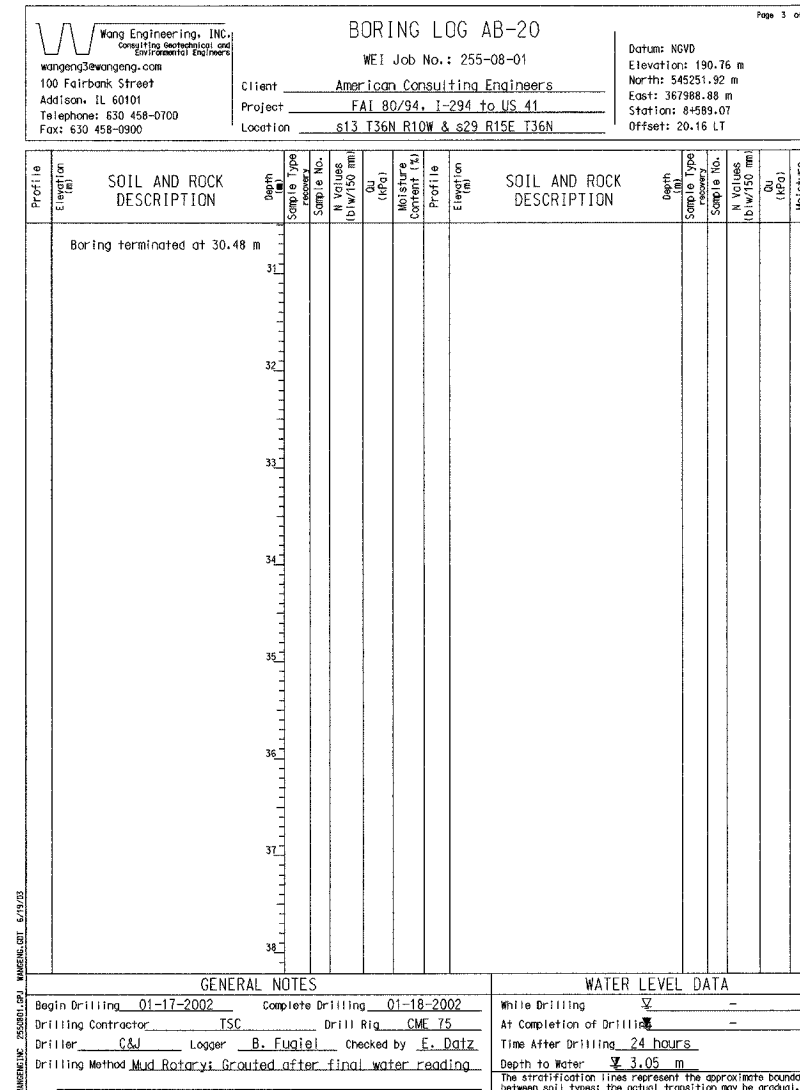 Page 3 of
Wang Engineering, INC.
Consulting Geotechnical and
Environmental Engineers
wangeng3@wangeng.com
100 Fairbank Street
Addison, IL 60101
Telephone: 630 458-0700
Fax: 630 458-0900
BORING LOG AB-20
WEI Job No.: 255-08-01
Client American Consulting Engineers
Project FAI 80/94, I-294 to US 41
Location s13 T36N R10W & s29 R15E T36N
Datum: NGVD
Elevation: 190.76 m
North: 545251.92 m
East: 367988.88 m
Station: 8+589.07
Offset: 20.16 LT
Profile
Elevation (m)
SOIL AND ROCK
DESCRIPTION
Depth (m)
Sample Type
recovery
Sample No.
N Values
(blw/150 mm)
Qu
(kPa)
Moisture
Content (%)
Profile
Elevation (m)
SOIL AND ROCK
DESCRIPTION
Depth (m)
Sample Type
recovery
Sample No.
N Values
(blw/150 mm)
Qu
(kPa)
Moisture
Boring terminated at 30.48 m
31
32
33
34
35
36
37
38
GENERAL NOTES
Begin Drilling 01-17-2002 Complete Drilling 01-18-2002
Drilling Contractor TSC Drill Rig CME 75
Driller C&J Logger B. Fugiel Checked by E. Datz
Drilling Method Mud Rotary; Grouted after final water reading
WATER LEVEL DATA
While Drilling -
At Completion of Drilling -
Time After Drilling 24 hours
Depth to Water 3.05 m
The stratification lines represent the approximate bounda
between soil types; the actual transition may be gradual.
WANGENGINC 2550801.GPJ WANGENG.GDT 6/19/03